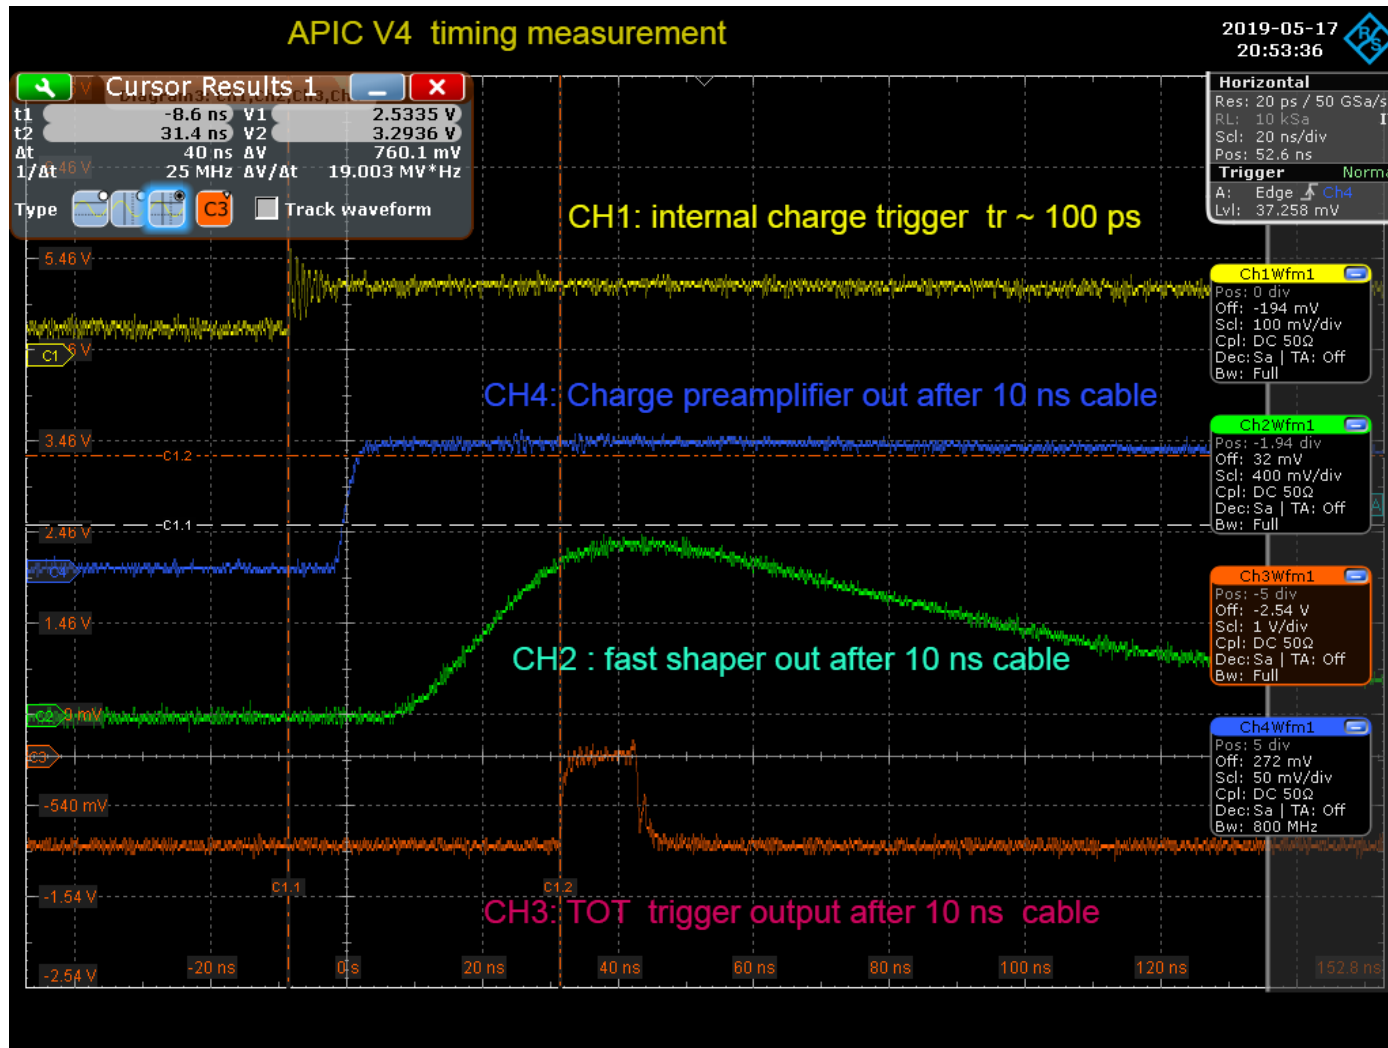 APIC V4 timing measurement
2019-05-17
20:53:36
Cursor Results 1
t1 -8.6 ns V1 2.5335 V
t2 31.4 ns V2 3.2936 V
Δt 40 ns ΔV 760.1 mV
1/Δt 25 MHz ΔV/Δt 19.003 MV*Hz
Type C3 Track waveform
Horizontal
Res: 20 ps / 50 GSa/s
RL: 10 kSa
Scl: 20 ns/div
Pos: 52.6 ns
Trigger Norma
A: Edge Ch4
Lvl: 37.258 mV
CH1: internal charge trigger tr ~ 100 ps
5.46 V
C1
Ch1Wfm1
Pos: 0 div
Off: -194 mV
Scl: 100 mV/div
Cpl: DC 50Ω
Dec: Sa | TA: Off
Bw: Full
CH4: Charge preamplifier out after 10 ns cable
3.46 V
C1.2
Ch2Wfm1
Pos: -1.94 div
Off: 32 mV
Scl: 400 mV/div
Cpl: DC 50Ω
Dec: Sa | TA: Off
Bw: Full
C1.1
2.46 V
C4
1.46 V
CH2 : fast shaper out after 10 ns cable
Ch3Wfm1
Pos: -5 div
Off: -2.54 V
Scl: 1 V/div
Cpl: DC 50Ω
Dec: Sa | TA: Off
Bw: Full
C2
C3
-540 mV
Ch4Wfm1
Pos: 5 div
Off: 272 mV
Scl: 50 mV/div
Cpl: DC 50Ω
Dec: Sa | TA: Off
Bw: 800 MHz
C1.1 C1.2
-1.54 V
CH3: TOT trigger output after 10 ns cable
-2.54 V
-20 ns 0 s 20 ns 40 ns 60 ns 80 ns 100 ns 120 ns 152.8 ns